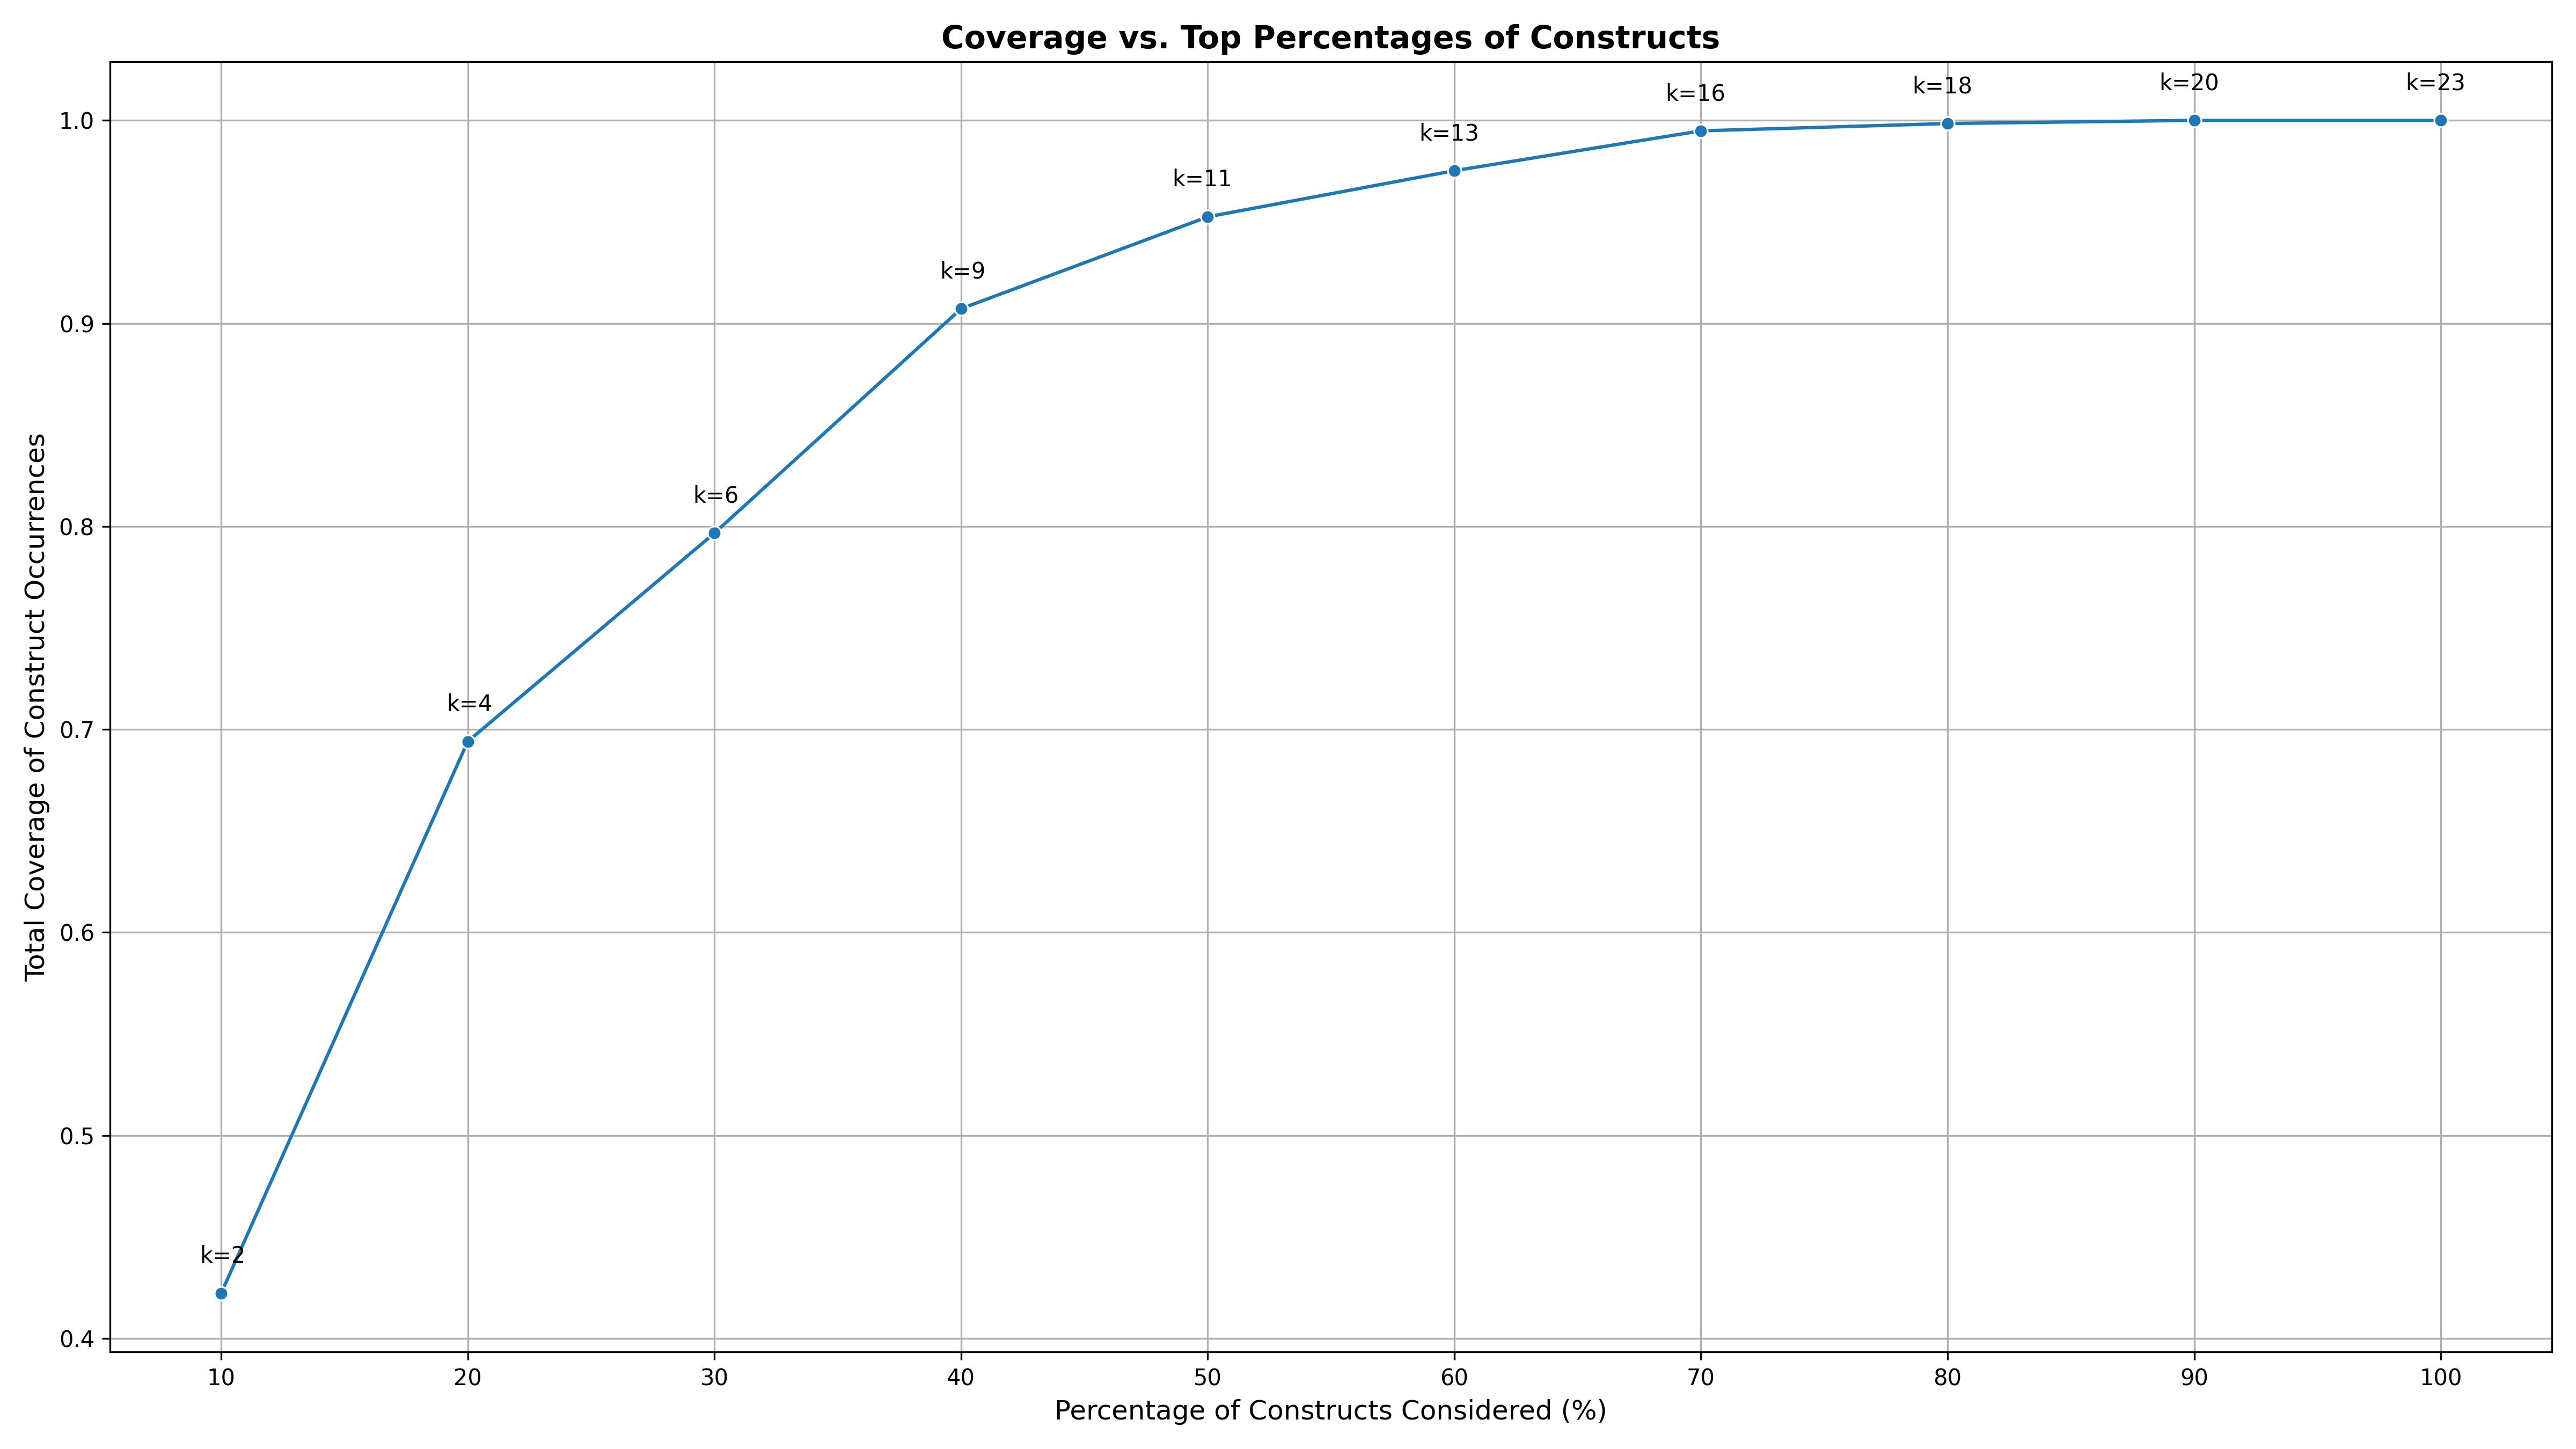 Coverage vs. Top Percentages of Constructs
Total Coverage of Construct Occurrences
1.0
0.9
0.8
0.7
0.6
0.5
0.4
k=2
k=4
k=6
k=9
k=11
k=13
k=16
k=18
k=20
k=23
10 20 30 40 50 60 70 80 90 100
Percentage of Constructs Considered (%)